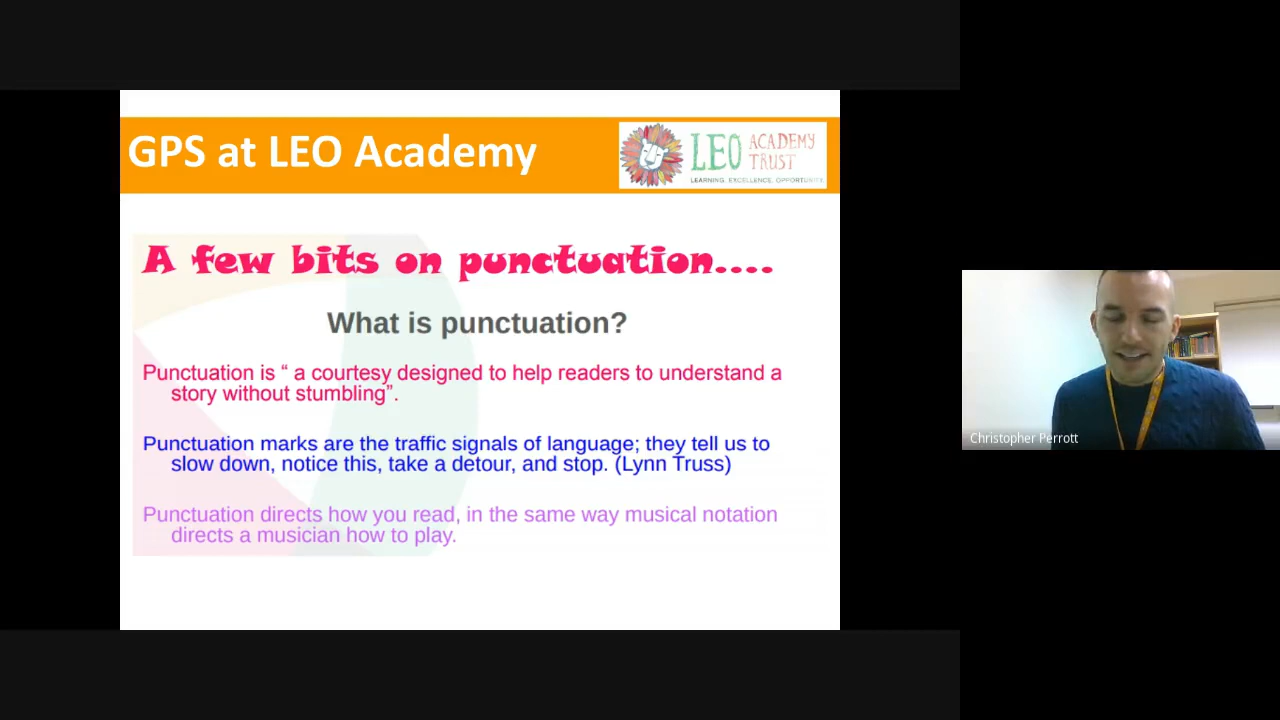 GPS at LEO Academy
LEO ACADEMY
TRUST
LEARNING. EXCELLENCE. OPPORTUNITY.
A few bits on punctuation....
What is punctuation?
Punctuation is “ a courtesy designed to help readers to understand a
story without stumbling”.
Punctuation marks are the traffic signals of language; they tell us to
slow down, notice this, take a detour, and stop. (Lynn Truss)
Punctuation directs how you read, in the same way musical notation
directs a musician how to play.
Christopher Perrott